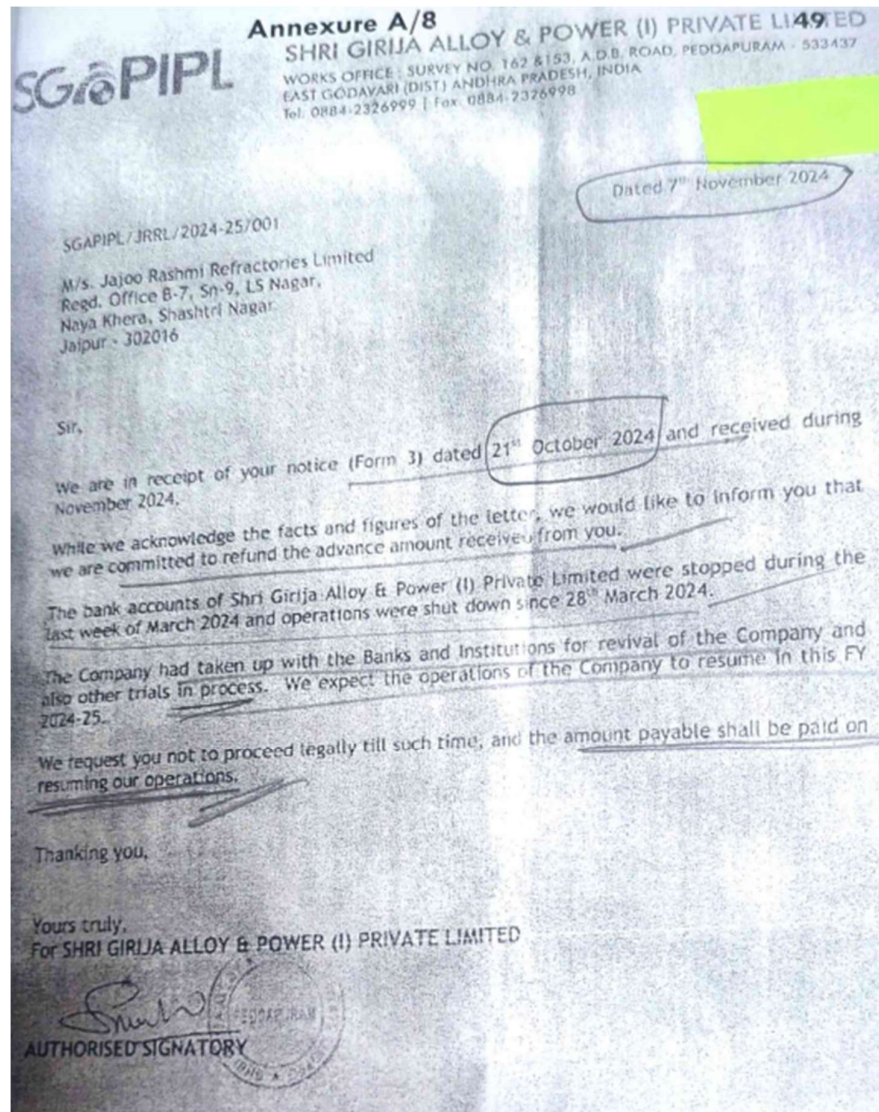 Annexure A/8
49
SHRI GIRIJA ALLOY & POWER (I) PRIVATE LIMITED
SGAPIPL
WORKS OFFICE : SURVEY NO. 162 & 153, A.D.B. ROAD, PEDDAPURAM - 533437
EAST GODAVARI (DIST) ANDHRA PRADESH, INDIA
Tel: 0884-2326999 | Fax: 0884-2326998
Dated 7th November 2024
SGAPIPL/JRRL/2024-25/001
M/s. Jajoo Rashmi Refractories Limited
Regd. Office B-7, Sn-9, LS Nagar,
Naya Khera, Shashtri Nagar
Jaipur - 302016
Sir,
We are in receipt of your notice (Form 3) dated 21st October 2024 and received during
November 2024.
While we acknowledge the facts and figures of the letter, we would like to inform you that
we are committed to refund the advance amount received from you.
The bank accounts of Shri Girija Alloy & Power (I) Private Limited were stopped during the
last week of March 2024 and operations were shut down since 28th March 2024.
The Company had taken up with the Banks and Institutions for revival of the Company and
also other trials in process. We expect the operations of the Company to resume in this FY
2024-25.
We request you not to proceed legally till such time, and the amount payable shall be paid on
resuming our operations.
Thanking you,
Yours truly,
For SHRI GIRIJA ALLOY & POWER (I) PRIVATE LIMITED
PEDDAPURAM
AUTHORISED SIGNATORY